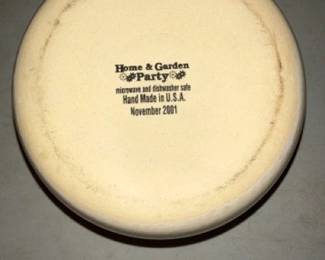 Home & Garden
Party
microwave and dishwasher safe
Hand Made in U.S.A.
November 2001